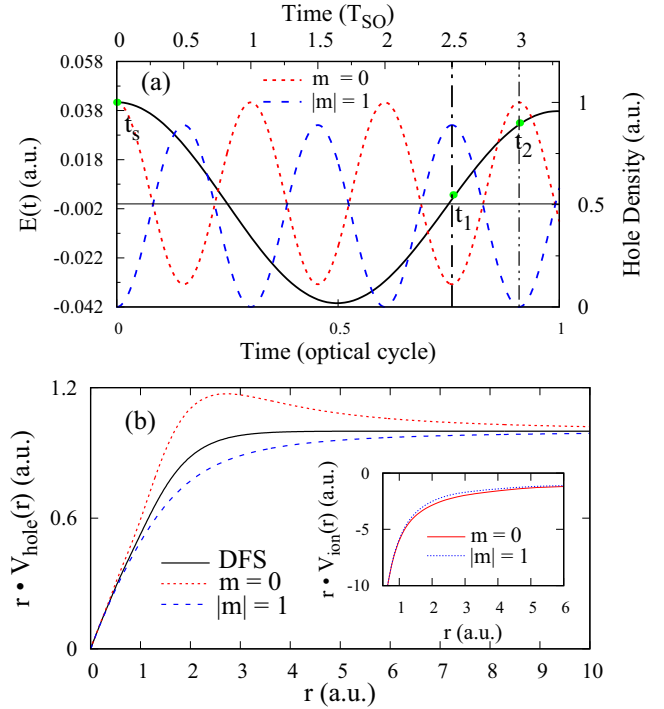 Time (T_SO)
0 0.5 1 1.5 2 2.5 3
0.058
0.038
0.018
-0.002
-0.022
-0.042
E(t) (a.u.)
(a)
m = 0
|m| = 1
t_s
t_1
t_2
1
0.5
0
Hole Density (a.u.)
0 0.5 1
Time (optical cycle)
1.2
0.6
0
r • V_hole(r) (a.u.)
(b)
DFS
m = 0
|m| = 1
0
-5
-10
r • V_ion(r) (a.u.)
m = 0
|m| = 1
1 2 3 4 5 6
r (a.u.)
0 1 2 3 4 5 6 7 8 9 10
r (a.u.)